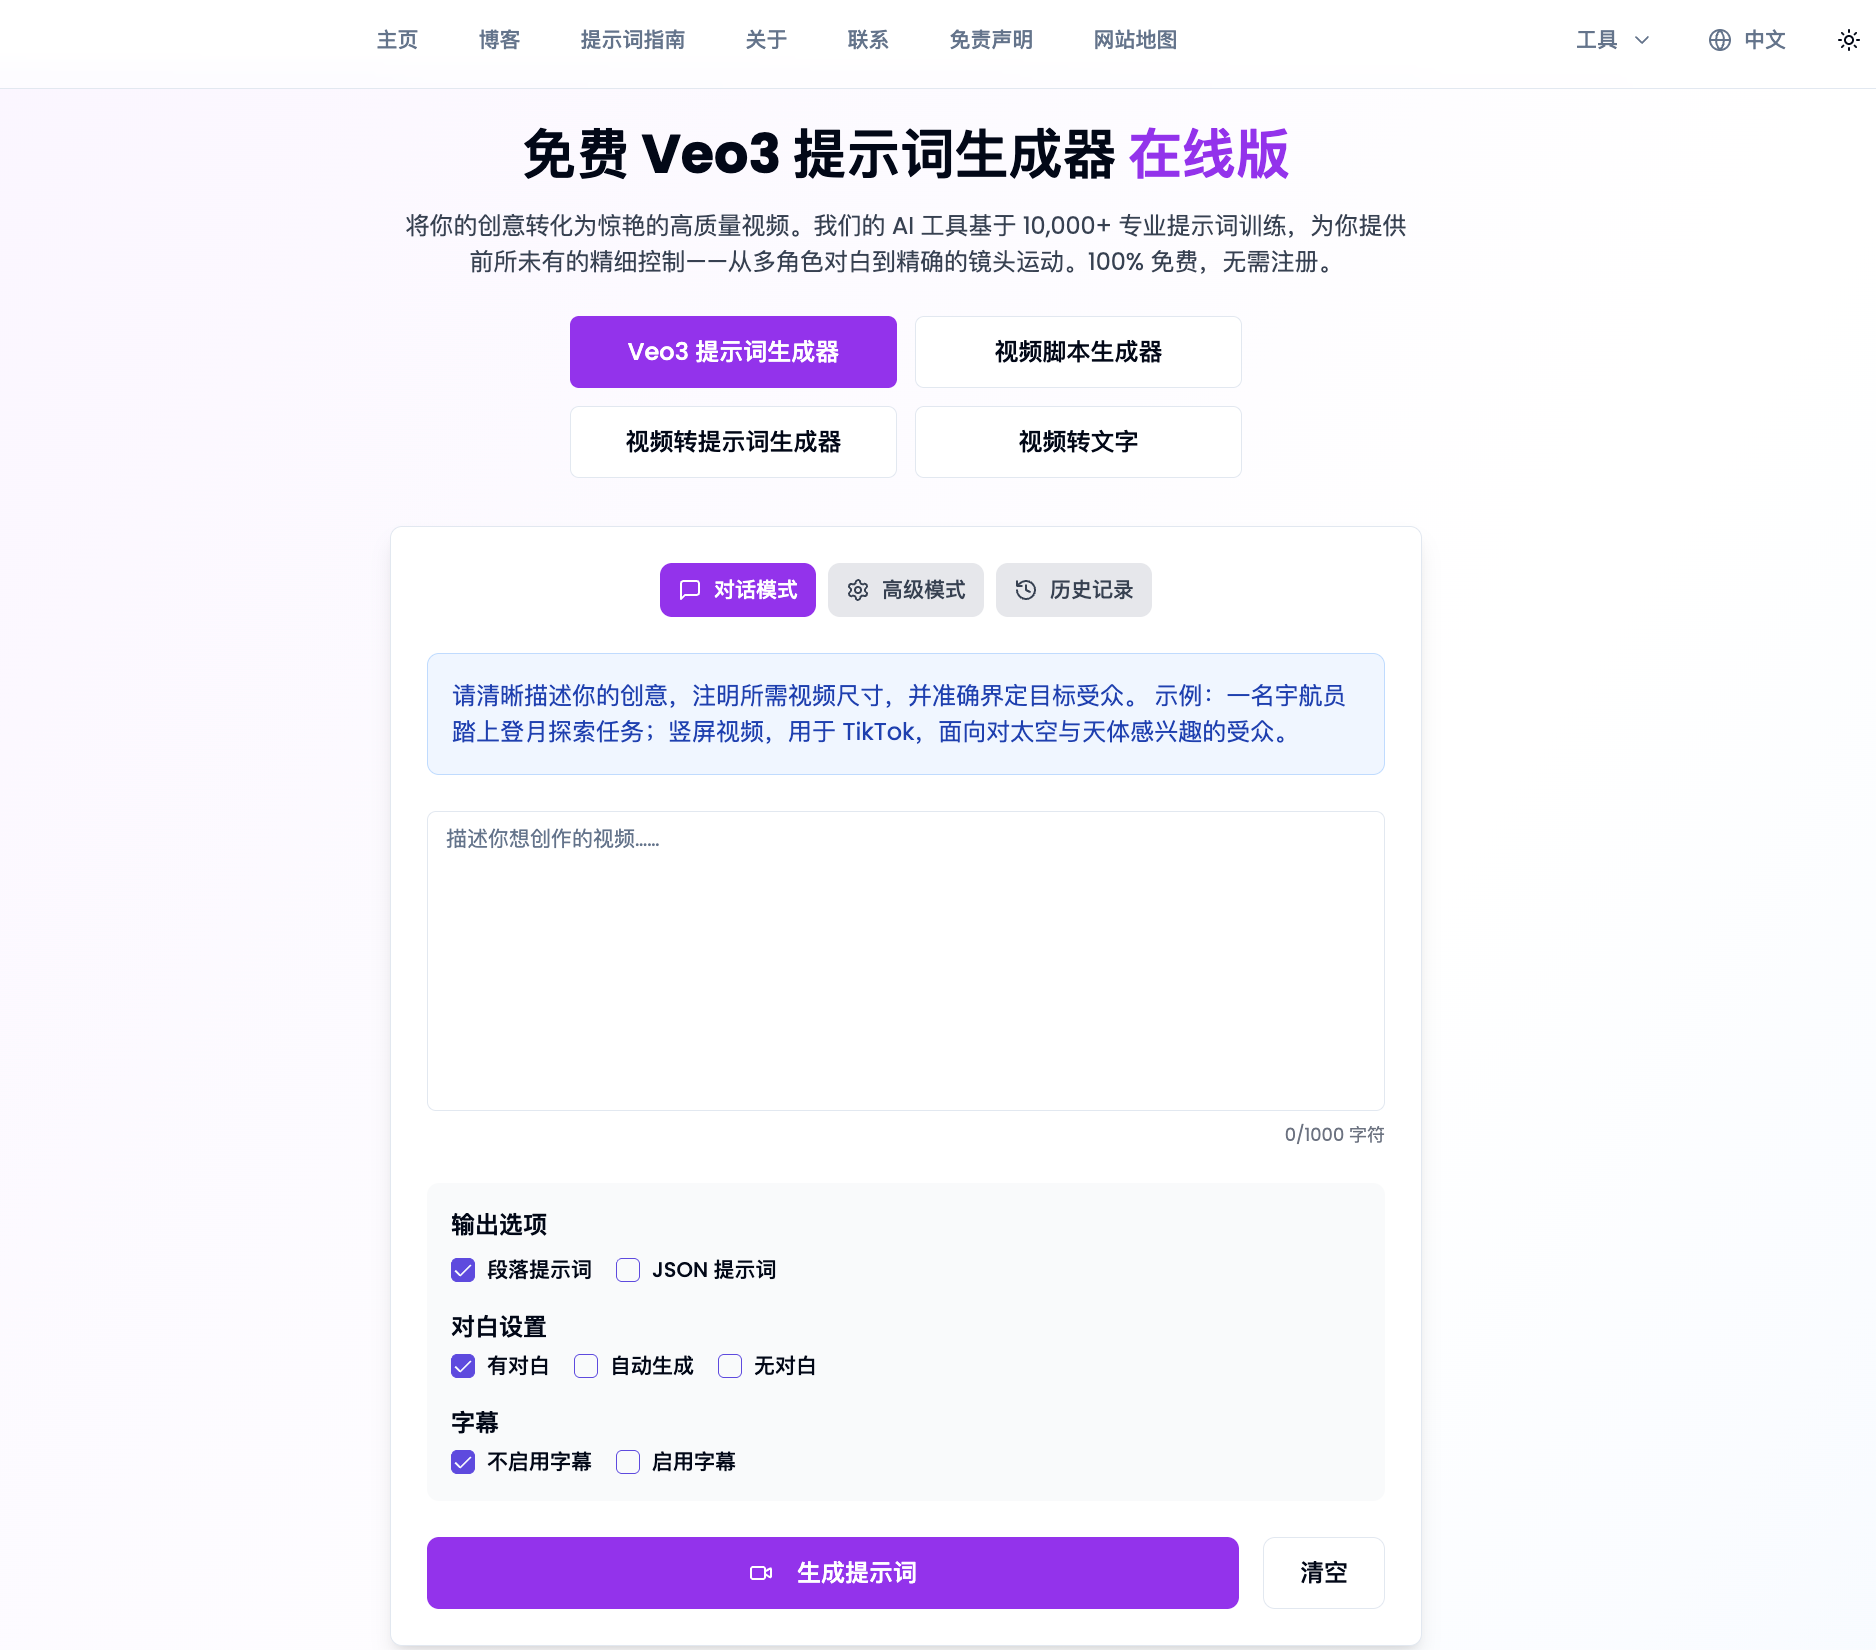 主页 博客 提示词指南 关于 联系 免责声明 网站地图 工具 中文
免费 Veo3 提示词生成器 在线版
将你的创意转化为惊艳的高质量视频。我们的 AI 工具基于 10,000+ 专业提示词训练，为你提供
前所未有的精细控制——从多角色对白到精确的镜头运动。100% 免费，无需注册。
Veo3 提示词生成器 视频脚本生成器
视频转提示词生成器 视频转文字
对话模式 高级模式 历史记录
请清晰描述你的创意，注明所需视频尺寸，并准确界定目标受众。 示例：一名宇航员
踏上登月探索任务；竖屏视频，用于 TikTok，面向对太空与天体感兴趣的受众。
描述你想创作的视频……
0/1000 字符
输出选项
段落提示词 JSON 提示词
对白设置
有对白 自动生成 无对白
字幕
不启用字幕 启用字幕
生成提示词 清空